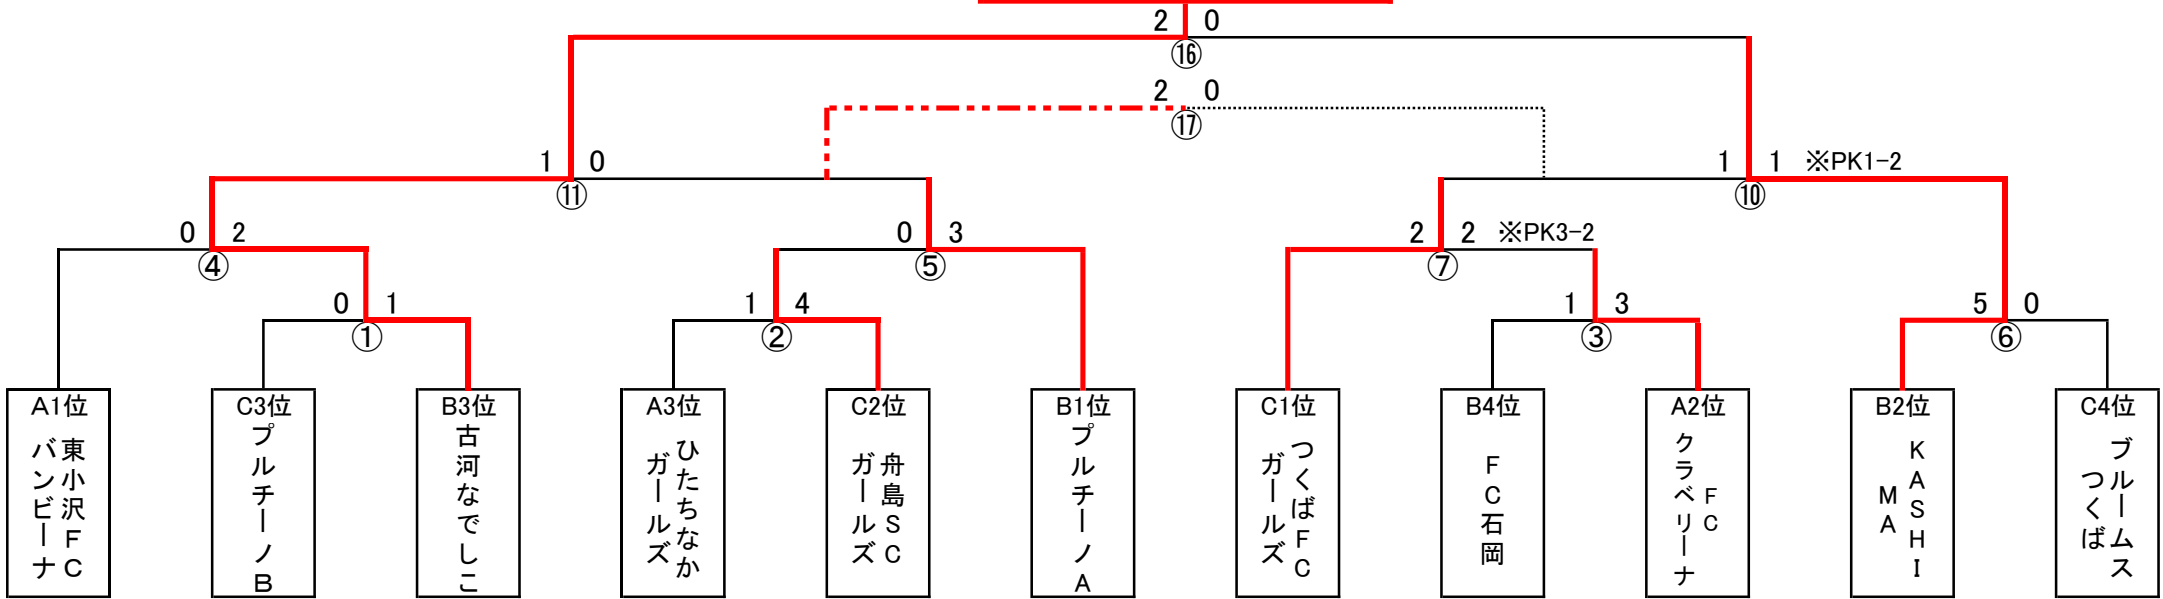 2 0
⑯
2 0
⑰
1 0
⑪
1 1 ※PK1-2
⑩
0 2
④
0 3
⑤
2 2 ※PK3-2
⑦
0 1
①
1 4
②
1 3
③
5 0
⑥
A1位
東小沢FC
バンビーナ
C3位
プルチーノB
B3位
古河なでしこ
A3位
ひたちなか
ガールズ
C2位
舟島SC
ガールズ
B1位
プルチーノA
C1位
つくばFC
ガールズ
B4位
FC石岡
A2位
FC
クラベリーナ
B2位
KASHI
MA
C4位
ブルームス
つくば